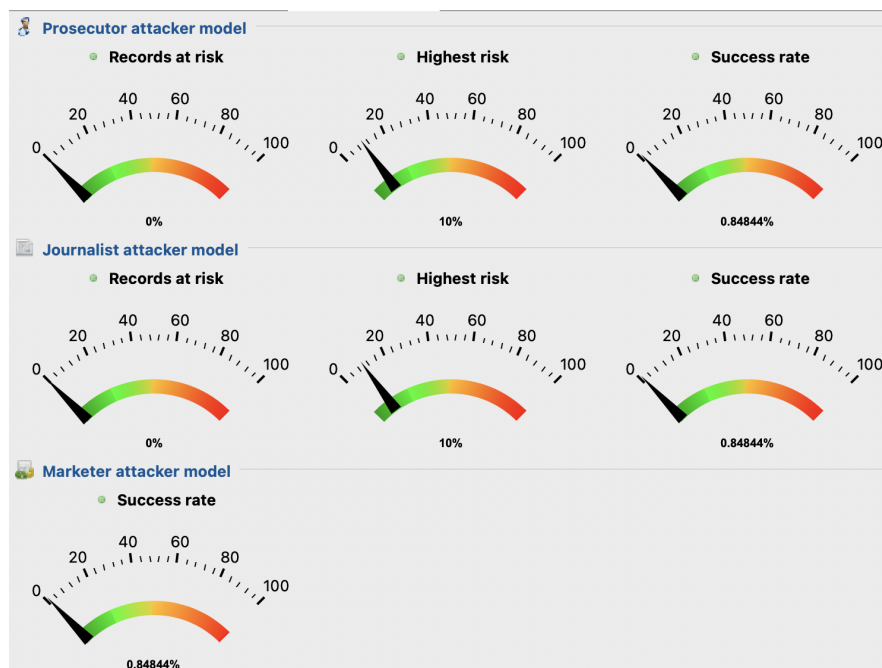 Prosecutor attacker model
Records at risk Highest risk Success rate
0 20 40 60 80 100 0 20 40 60 80 100 0 20 40 60 80 100
0% 10% 0.84844%
Journalist attacker model
Records at risk Highest risk Success rate
0 20 40 60 80 100 0 20 40 60 80 100 0 20 40 60 80 100
0% 10% 0.84844%
Marketer attacker model
Success rate
0 20 40 60 80 100
0.84844%